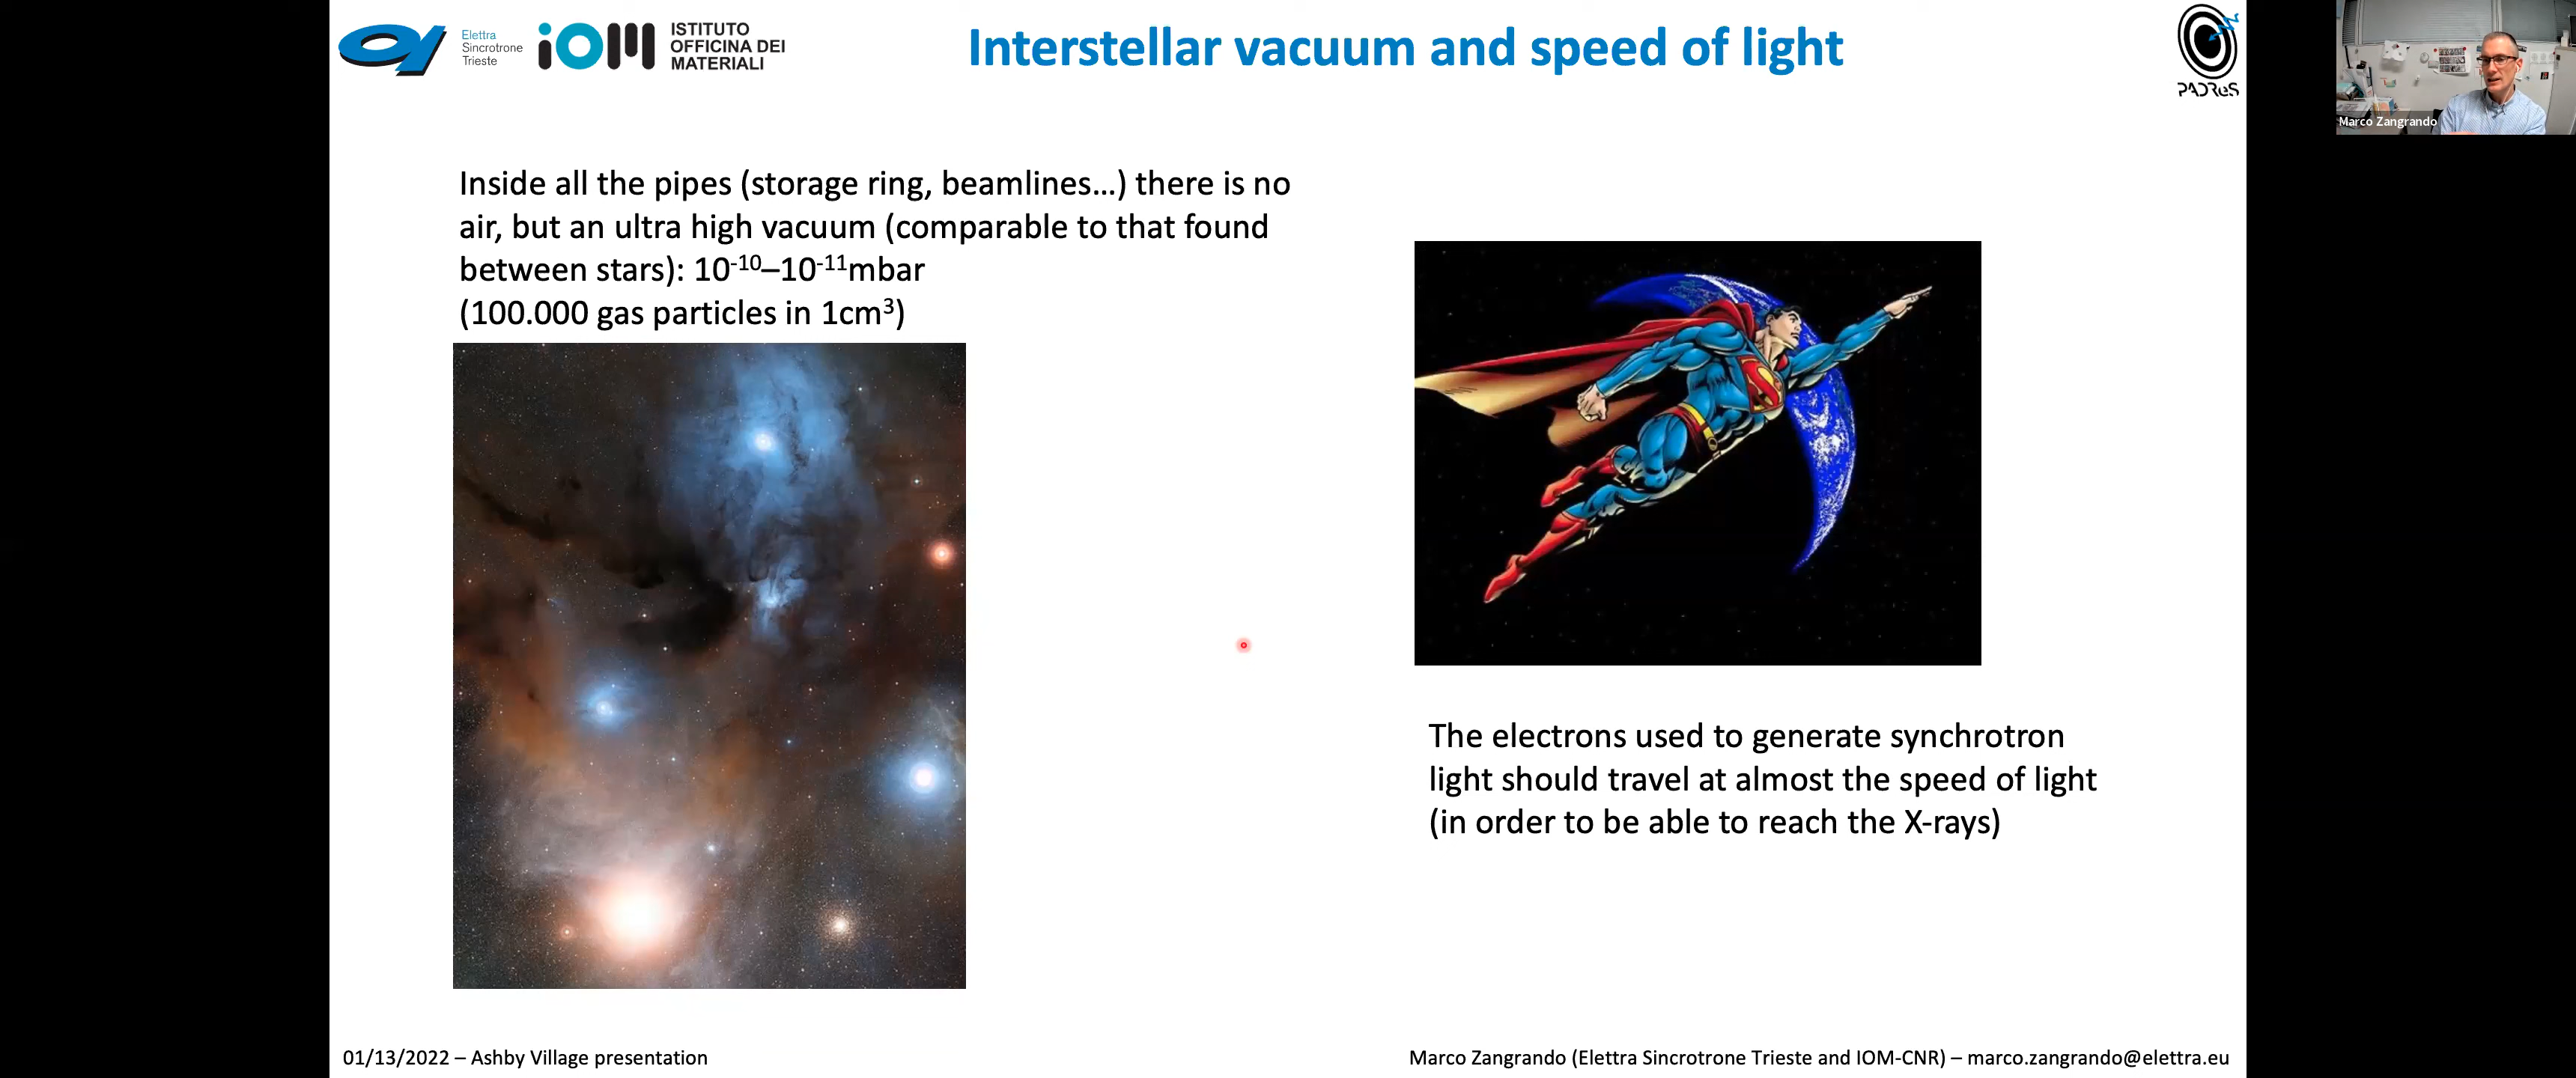 Elettra
Sincrotrone
Trieste
iOM
ISTITUTO
OFFICINA DEI
MATERIALI
Interstellar vacuum and speed of light
PADReS
Marco Zangrando
Inside all the pipes (storage ring, beamlines...) there is no
air, but an ultra high vacuum (comparable to that found
between stars): 10⁻¹⁰–10⁻¹¹mbar
(100.000 gas particles in 1cm³)
S
The electrons used to generate synchrotron
light should travel at almost the speed of light
(in order to be able to reach the X-rays)
01/13/2022 – Ashby Village presentation
Marco Zangrando (Elettra Sincrotrone Trieste and IOM-CNR) – marco.zangrando@elettra.eu